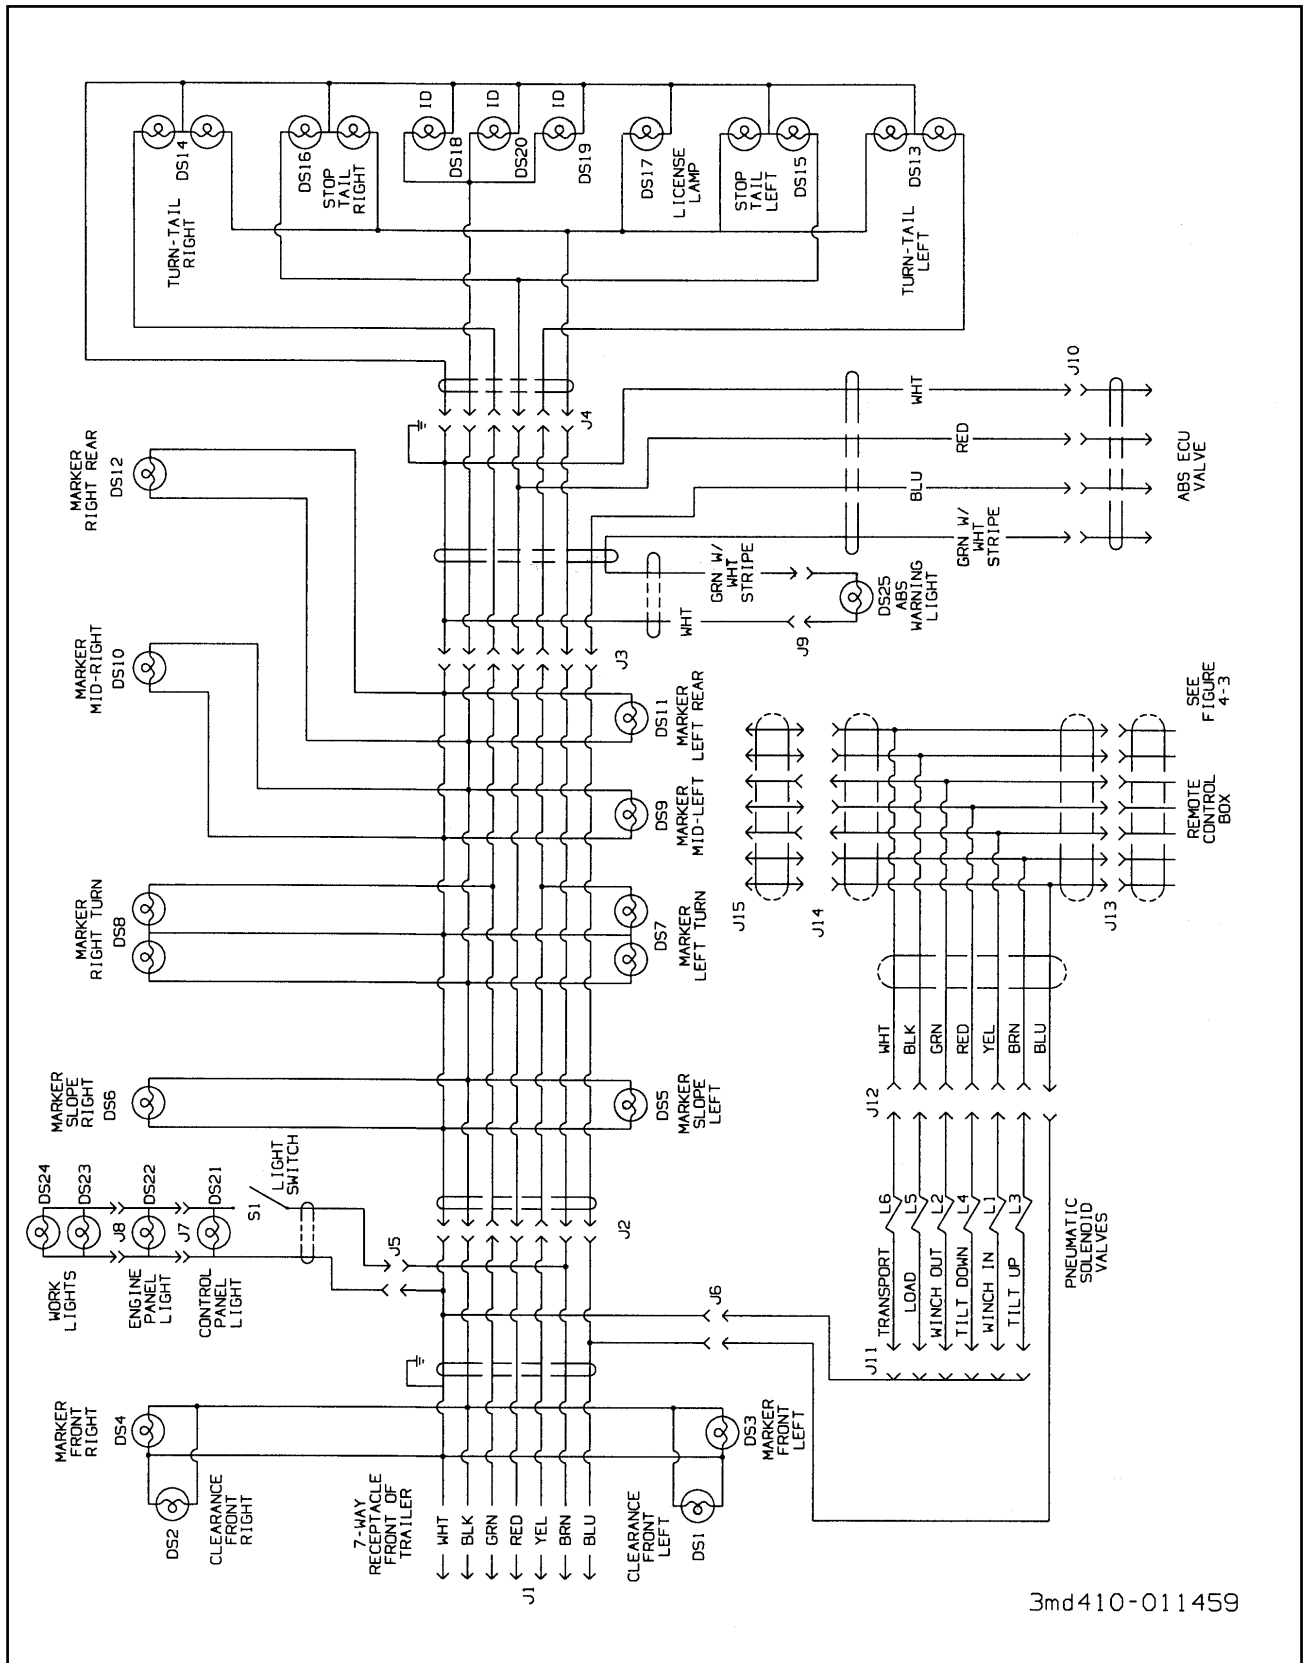 DS14
TURN-TAIL
RIGHT
DS16
STOP
TAIL
RIGHT
ID
DS18
ID
DS20
ID
DS19
DS17
LICENSE
LAMP
STOP
TAIL
LEFT
DS15
DS13
TURN-TAIL
LEFT
J4
WHT
RED
BLU
GRN W/
WHT
STRIPE
J10
ABS ECU
VALVE
MARKER
RIGHT REAR
DS12
GRN W/
WHT
STRIPE
WHT
J9
DS25
ABS
WARNING
LIGHT
J3
MARKER
MID-RIGHT
DS10
DS11
MARKER
LEFT REAR
DS9
MARKER
MID-LEFT
MARKER
RIGHT TURN
DS8
DS7
MARKER
LEFT TURN
J15
J14
J13
SEE
FIGURE
4-3
REMOTE
CONTROL
BOX
MARKER
SLOPE
RIGHT
DS6
DS5
MARKER
SLOPE
LEFT
WHT
BLK
GRN
RED
YEL
BRN
BLU
J12
DS24
DS23
DS22
DS21
J8
J7
WORK
LIGHTS
ENGINE
PANEL
LIGHT
CONTROL
PANEL
LIGHT
S1
LIGHT
SWITCH
J5
J2
J6
TRANSPORT L6
LOAD L5
WINCH OUT L2
TILT DOWN L4
WINCH IN L1
TILT UP L3
J11
PNEUMATIC
SOLENOID
VALVES
MARKER
FRONT
RIGHT
DS4
DS2
CLEARANCE
FRONT
RIGHT
DS3
MARKER
FRONT
LEFT
CLEARANCE
FRONT
LEFT
DS1
7-WAY
RECEPTACLE
FRONT OF
TRAILER
WHT
BLK
GRN
RED
YEL
BRN
BLU
J1
3md410-011459